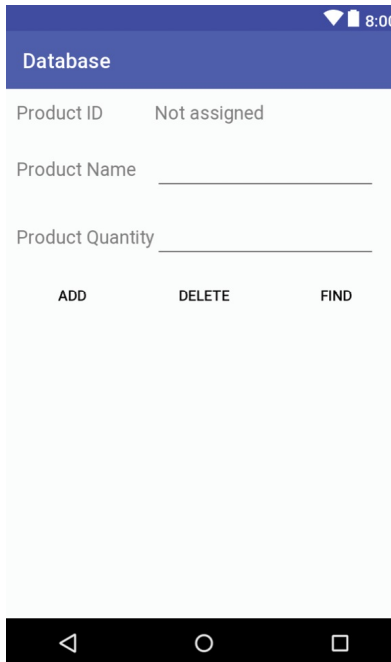 8:00
Database
Product ID Not assigned
Product Name
Product Quantity
ADD DELETE FIND